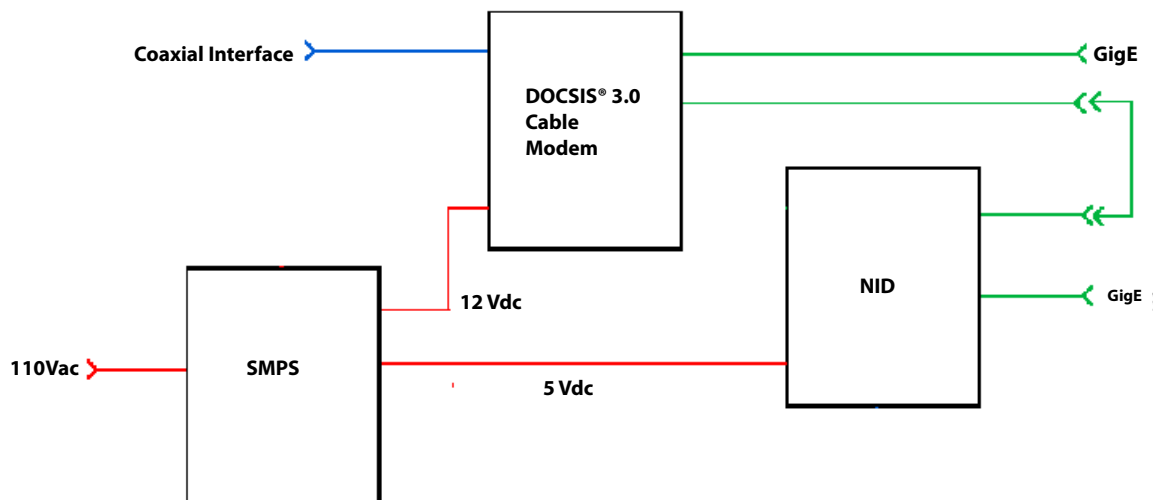 Coaxial Interface
GigE
DOCSIS® 3.0
Cable
Modem
NID
12 Vdc
GigE
110Vac
SMPS
5 Vdc